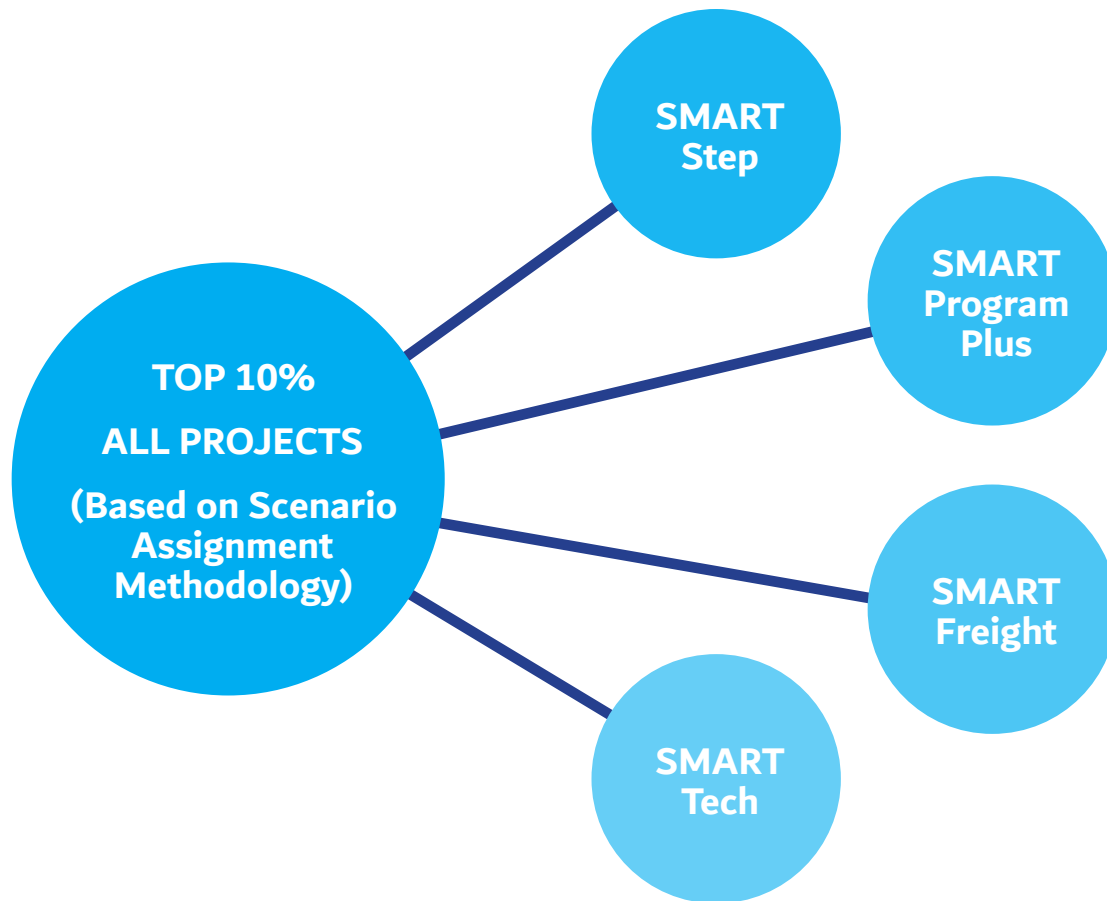 TOP 10%
ALL PROJECTS
(Based on Scenario
Assignment
Methodology)
SMART
Step
SMART
Program
Plus
SMART
Freight
SMART
Tech